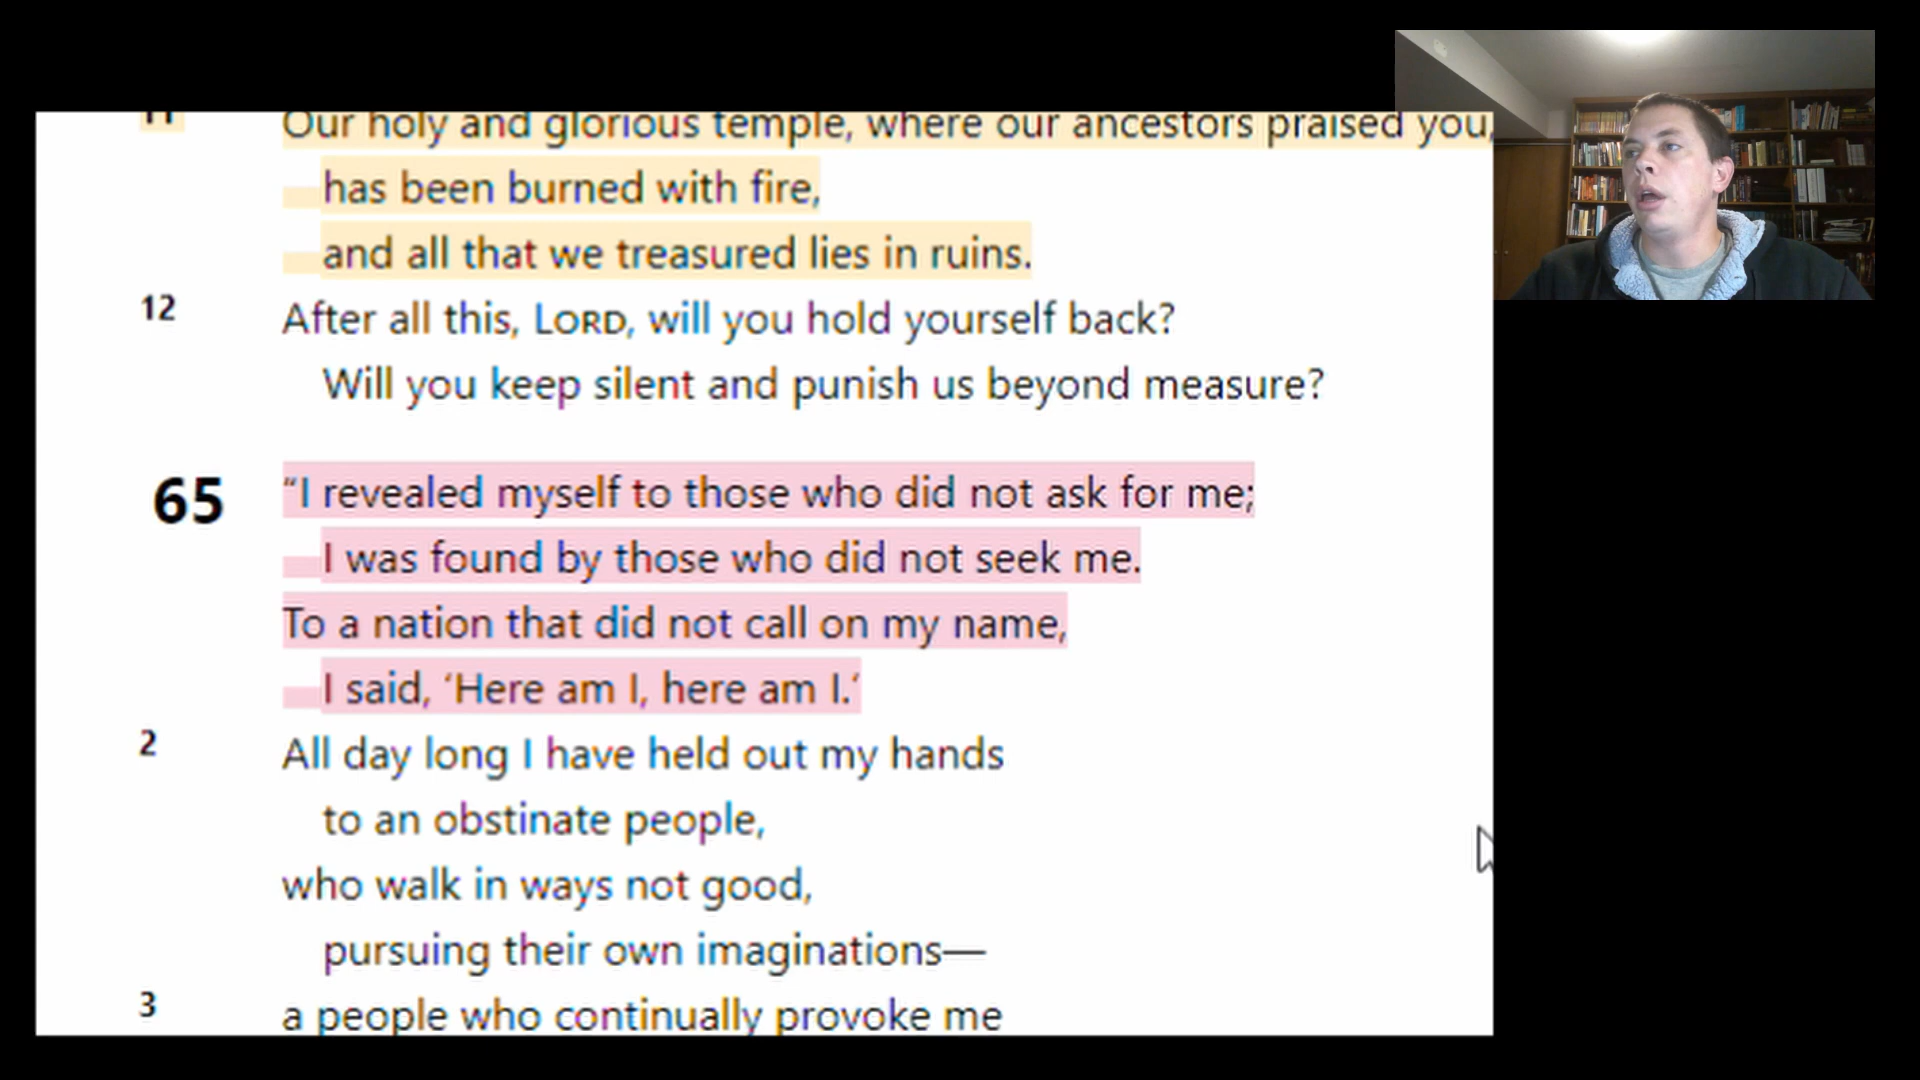 11 Our holy and glorious temple, where our ancestors praised you,
has been burned with fire,
and all that we treasured lies in ruins.
12 After all this, LORD, will you hold yourself back?
Will you keep silent and punish us beyond measure?
65 “I revealed myself to those who did not ask for me;
I was found by those who did not seek me.
To a nation that did not call on my name,
I said, ‘Here am I, here am I.’
2 All day long I have held out my hands
to an obstinate people,
who walk in ways not good,
pursuing their own imaginations—
3 a people who continually provoke me